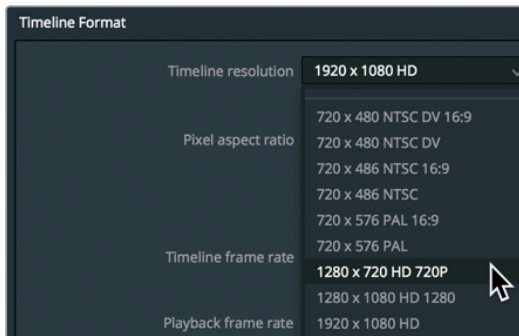 Timeline Format
Timeline resolution 1920 x 1080 HD
720 x 480 NTSC DV 16:9
Pixel aspect ratio 720 x 480 NTSC DV
720 x 486 NTSC 16:9
720 x 486 NTSC
720 x 576 PAL 16:9
720 x 576 PAL
Timeline frame rate
1280 x 720 HD 720P
1280 x 1080 HD 1280
Playback frame rate 1920 x 1080 HD